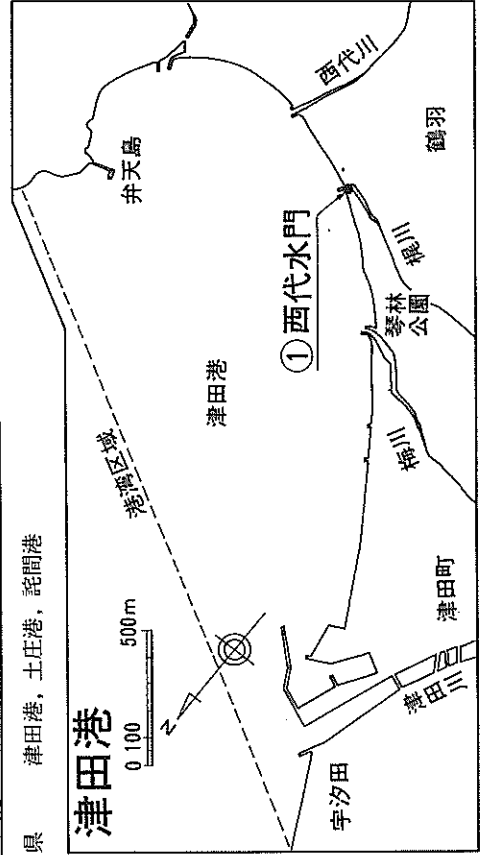 県 津田港，土庄港，詫間港
津田港
0 100 500m
N
港湾区域
弁天島
西代川
鶴羽
①西代水門
津田港
梶川
琴林
公園
梅川
津田町
津田川
宇汐田